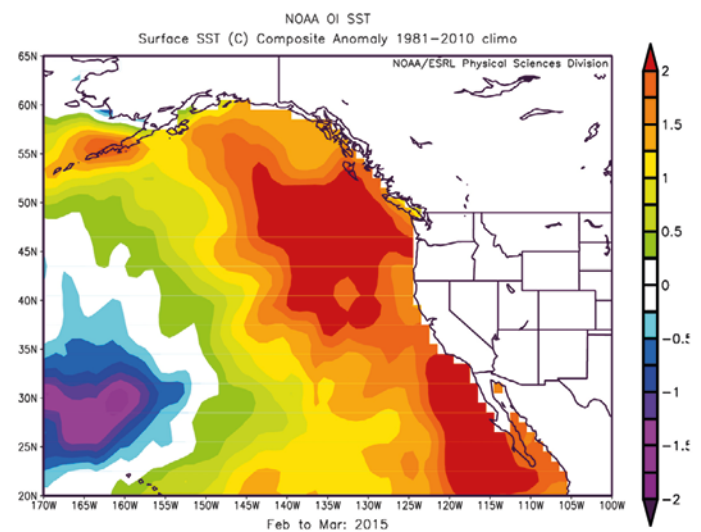 NOAA OI SST
Surface SST (C) Composite Anomaly 1981−2010 climo
NOAA/ESRL Physical Sciences Division
65N
60N
55N
50N
45N
40N
35N
30N
25N
20N
170W 165W 160W 155W 150W 145W 140W 135W 130W 125W 120W 115W 110W 105W 100W
Feb to Mar: 2015
2
1.5
1
0.5
0
−0.5
−1
−1.5
−2